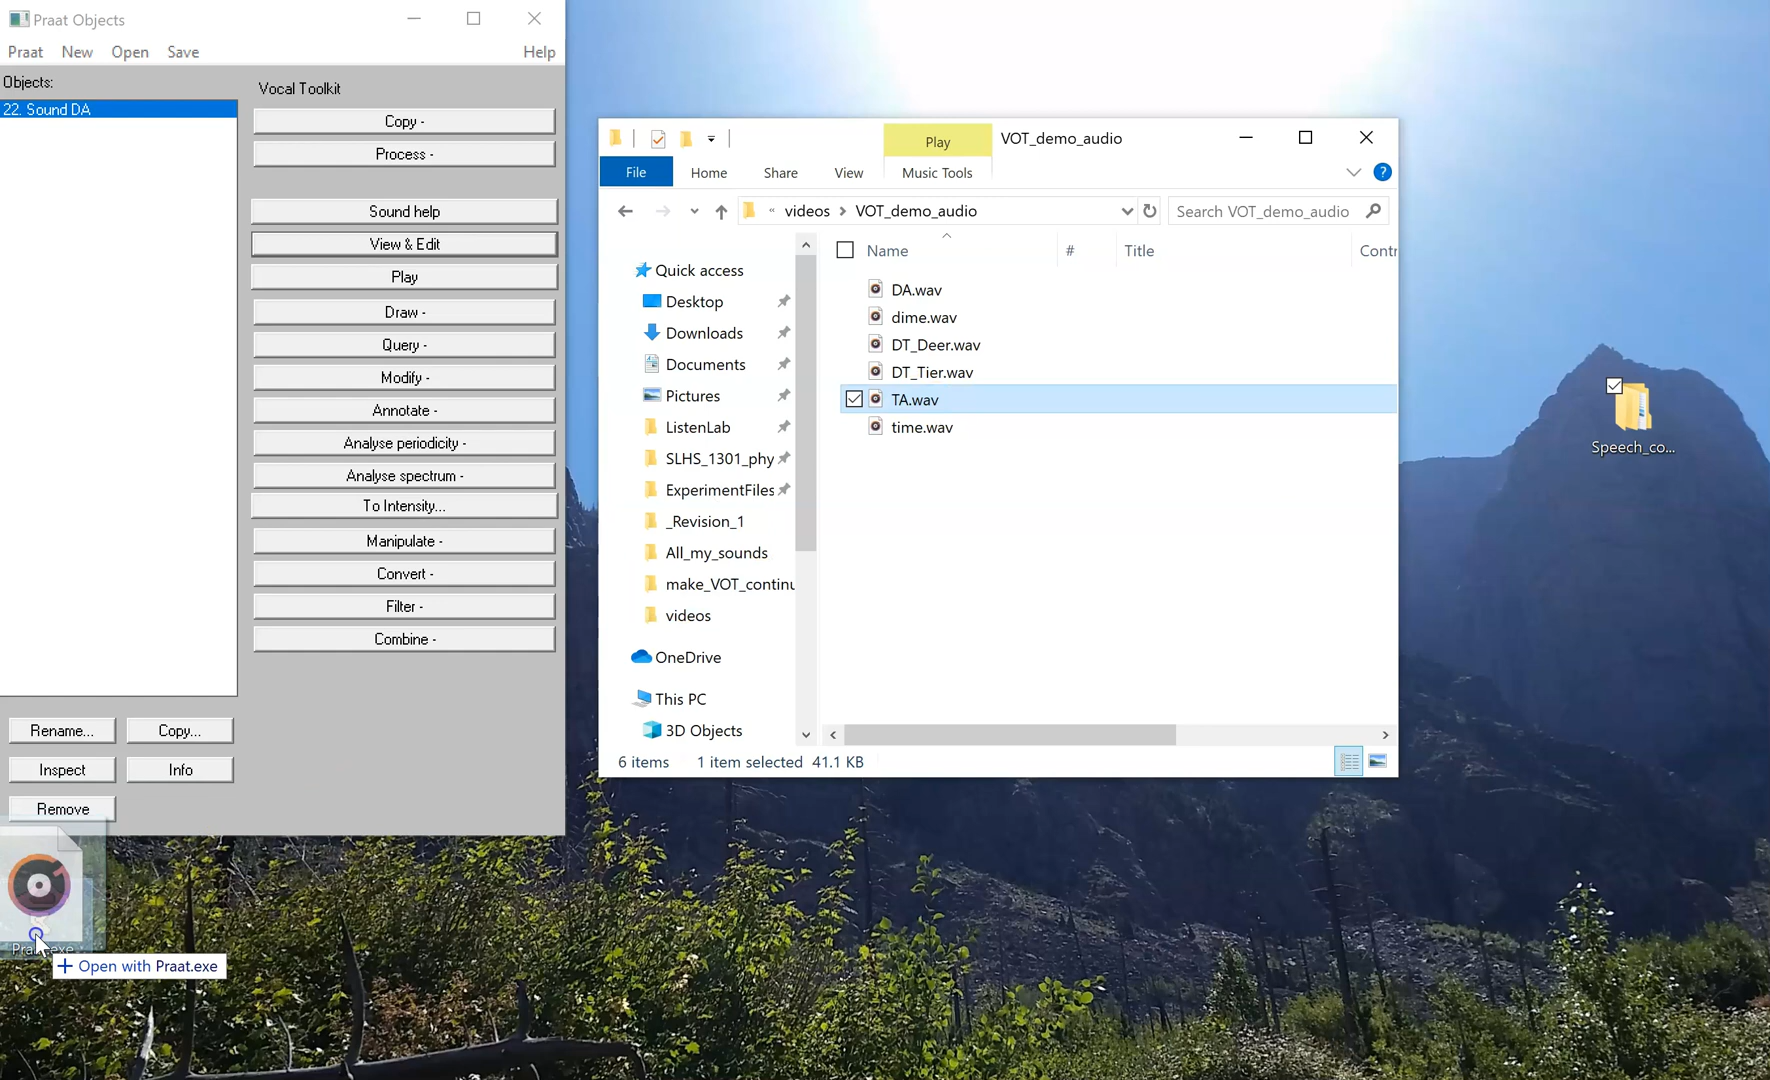 Praat Objects
Praat New Open Save Help
Objects:
22. Sound DA
Vocal Toolkit
Copy -
Process -
Sound help
View & Edit
Play
Draw -
Query -
Modify -
Annotate -
Analyse periodicity -
Analyse spectrum -
To Intensity...
Manipulate -
Convert -
Filter -
Combine -
Rename... Copy...
Inspect Info
Remove
Open with Praat.exe
Play VOT_demo_audio
File Home Share View Music Tools
« videos > VOT_demo_audio
Search VOT_demo_audio
Name # Title Contr
Quick access
Desktop
Downloads
Documents
Pictures
ListenLab
SLHS_1301_phy
ExperimentFiles
_Revision_1
All_my_sounds
make_VOT_continu
videos
OneDrive
This PC
3D Objects
DA.wav
dime.wav
DT_Deer.wav
DT_Tier.wav
TA.wav
time.wav
6 items 1 item selected 41.1 KB
Speech_co...